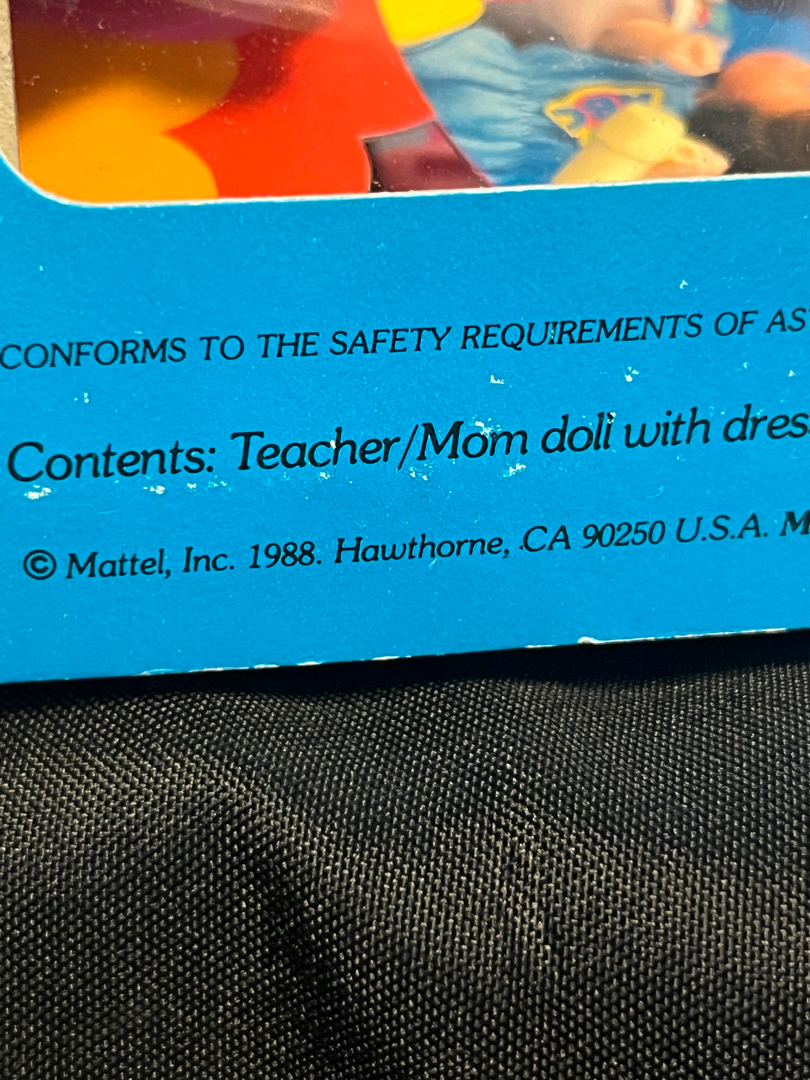 CONFORMS TO THE SAFETY REQUIREMENTS OF AS
Contents: Teacher/Mom doll with dres
© Mattel, Inc. 1988. Hawthorne, CA 90250 U.S.A. M